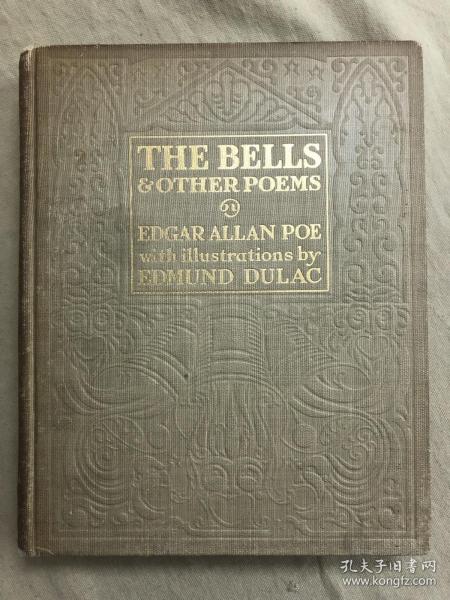 THE BELLS
& OTHER POEMS
by
EDGAR ALLAN POE
with illustrations by
EDMUND DULAC
孔夫子旧书网
www.kongfz.com